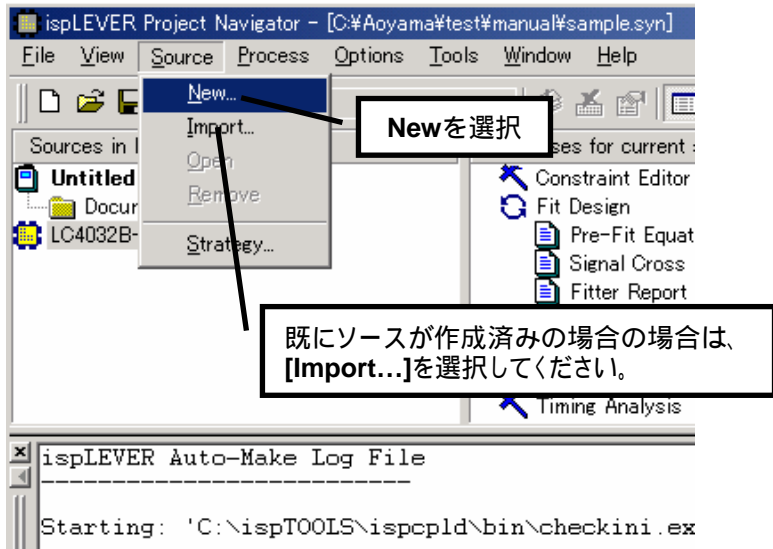 ispLEVER Project Navigator - [C:¥Aoyama¥test¥manual¥sample.syn]
File View Source Process Options Tools Window Help
New...
Import...
Open
Remove
Strategy...
Newを選択
Sources in
Untitled
LC4032B-
for current
Constraint Editor
Fit Design
Pre-Fit Equat
Signal Cross
Fitter Report
既にソースが作成済みの場合の場合は、
[Import...]を選択してください。
Timing Analysis
ispLEVER Auto-Make Log File
---------------------------
Starting: 'C:\ispTOOLS\ispcpld\bin\checkini.ex